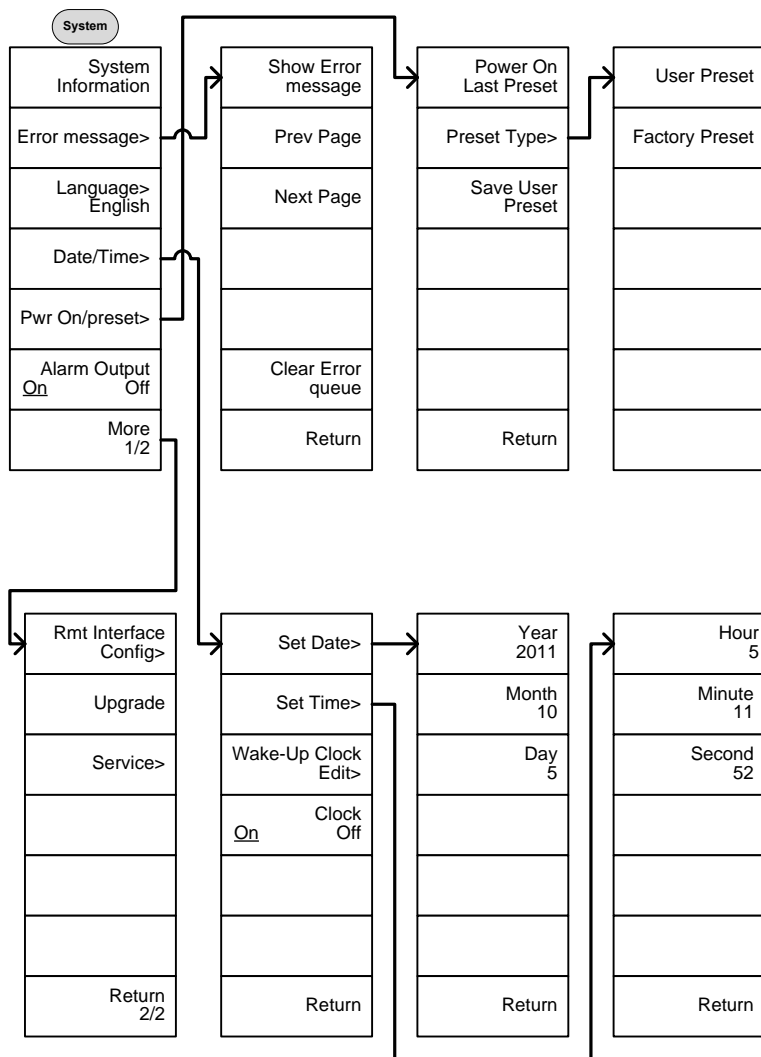 System
System
Information
Error message>
Language>
English
Date/Time>
Pwr On/preset>
Alarm Output
On Off
More
1/2
Show Error
message
Prev Page
Next Page
Clear Error
queue
Return
Power On
Last Preset
Preset Type>
Save User
Preset
Return
User Preset
Factory Preset
Rmt Interface
Config>
Upgrade
Service>
Return
2/2
Set Date>
Set Time>
Wake-Up Clock
Edit>
Clock
On Off
Return
Year
2011
Month
10
Day
5
Return
Hour
5
Minute
11
Second
52
Return